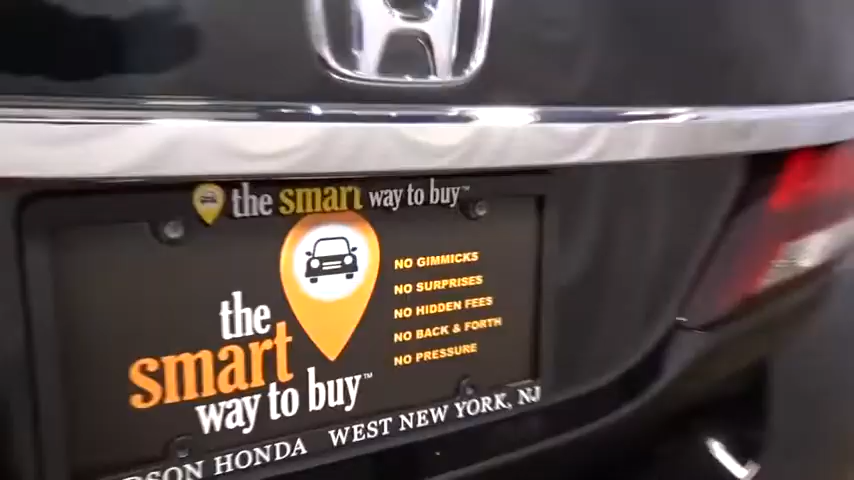 the smart way to buy™
the
smart
way to buy™
NO GIMMICKS
NO SURPRISES
NO HIDDEN FEES
NO BACK & FORTH
NO PRESSURE
HONDA WEST NEW YORK, NJ